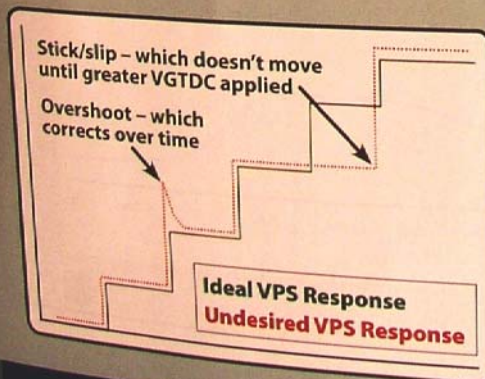 Stick/slip – which doesn't move
until greater VGTDC applied
Overshoot – which
corrects over time
Ideal VPS Response
Undesired VPS Response